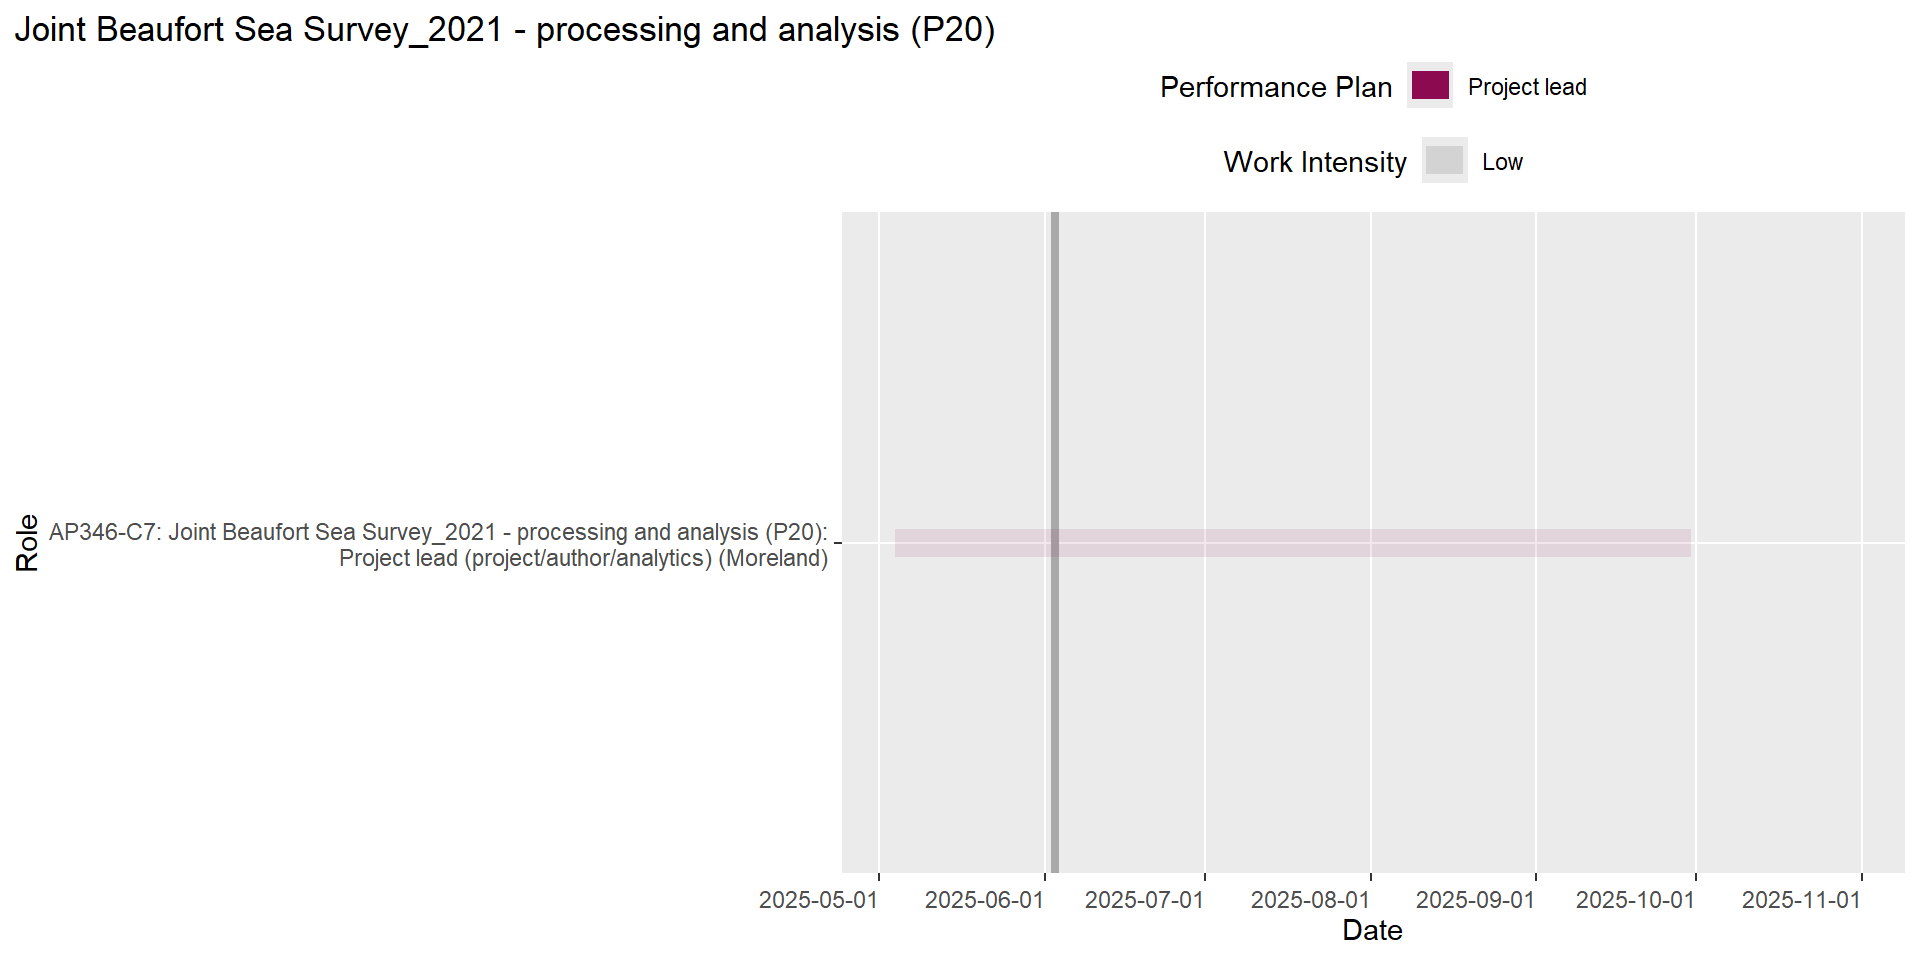 Joint Beaufort Sea Survey_2021 - processing and analysis (P20)
Performance Plan
Project lead
Work Intensity
Low
Role
AP346-C7: Joint Beaufort Sea Survey_2021 - processing and analysis (P20):
Project lead (project/author/analytics) (Moreland)
2025-05-01
2025-06-01
2025-07-01
2025-08-01
2025-09-01
2025-10-01
2025-11-01
Date